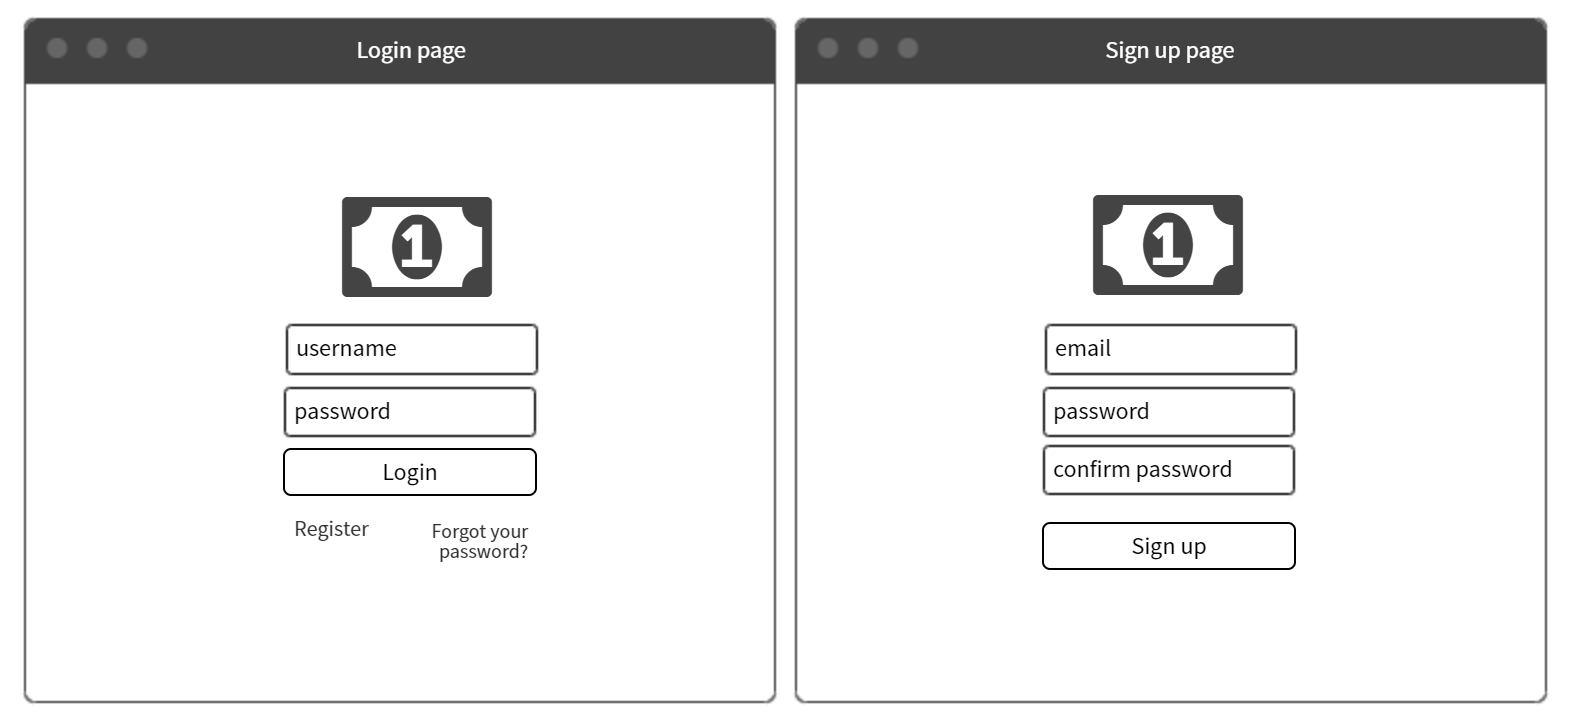 Login page
1
username
password
Login
Register
Forgot your
password?
Sign up page
1
email
password
confirm password
Sign up